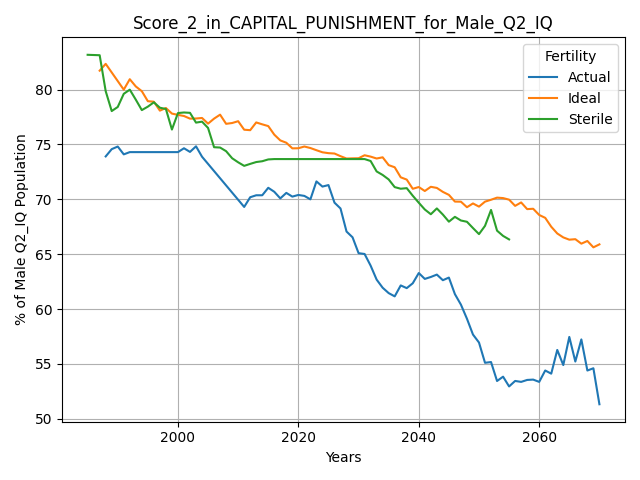 Score_2_in_CAPITAL_PUNISHMENT_for_Male_Q2_IQ
Fertility
Actual
Ideal
Sterile
% of Male Q2_IQ Population
80
75
70
65
60
55
50
2000
2020
2040
2060
Years